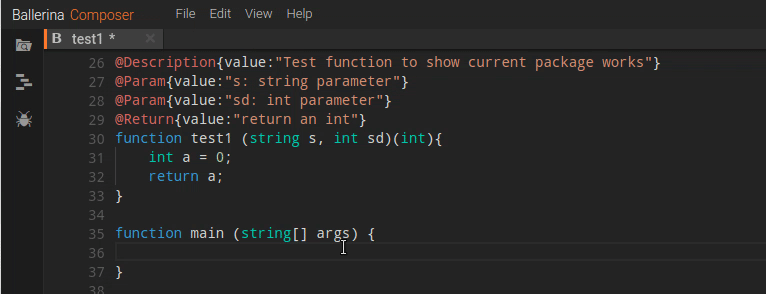 Ballerina Composer File Edit View Help
B test1 *
26 @Description{value:"Test function to show current package works"}
27 @Param{value:"s: string parameter"}
28 @Param{value:"sd: int parameter"}
29 @Return{value:"return an int"}
30 function test1 (string s, int sd)(int){
31 int a = 0;
32 return a;
33 }
34
35 function main (string[] args) {
36
37 }
38